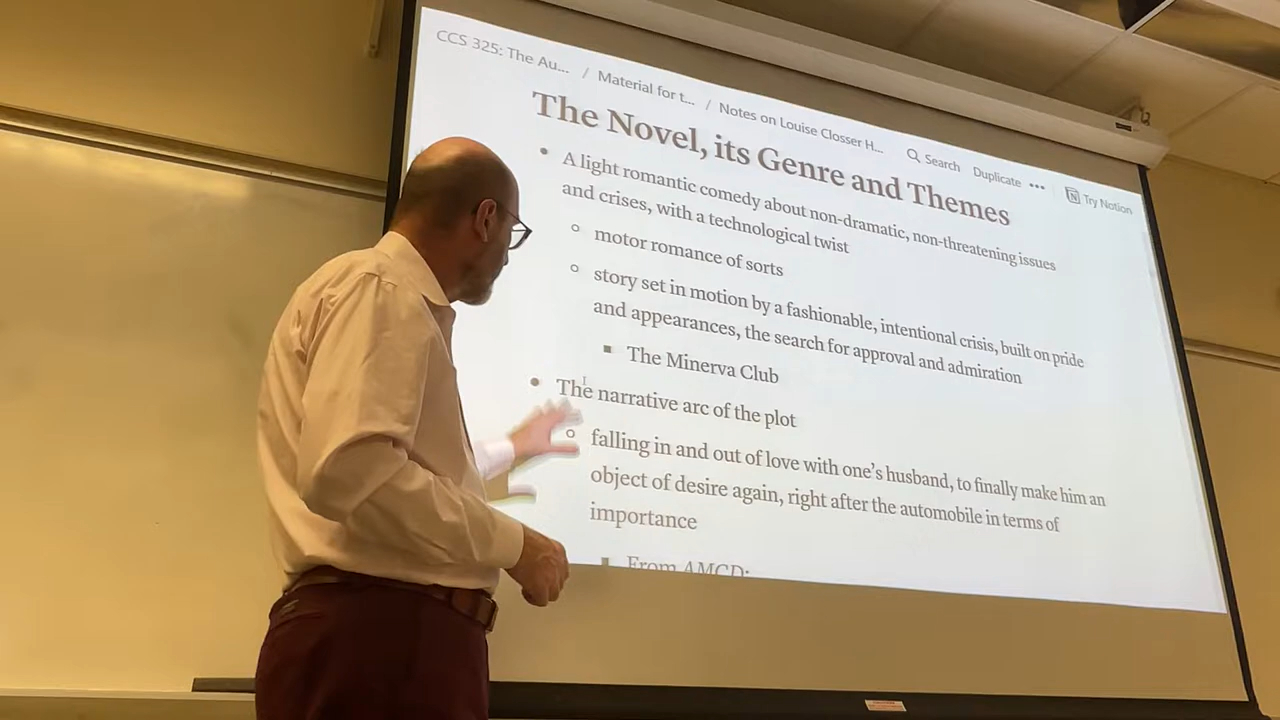 CCS 325: The Au... / Material for t... / Notes on Louise Closser H...
Search Duplicate ••• Try Notion
The Novel, its Genre and Themes
• A light romantic comedy about non-dramatic, non-threatening issues
and crises, with a technological twist
motor romance of sorts
story set in motion by a fashionable, intentional crisis, built on pride
and appearances, the search for approval and admiration
The Minerva Club
• The narrative arc of the plot
falling in and out of love with one's husband, to finally make him an
object of desire again, right after the automobile in terms of
importance
From AMCD: